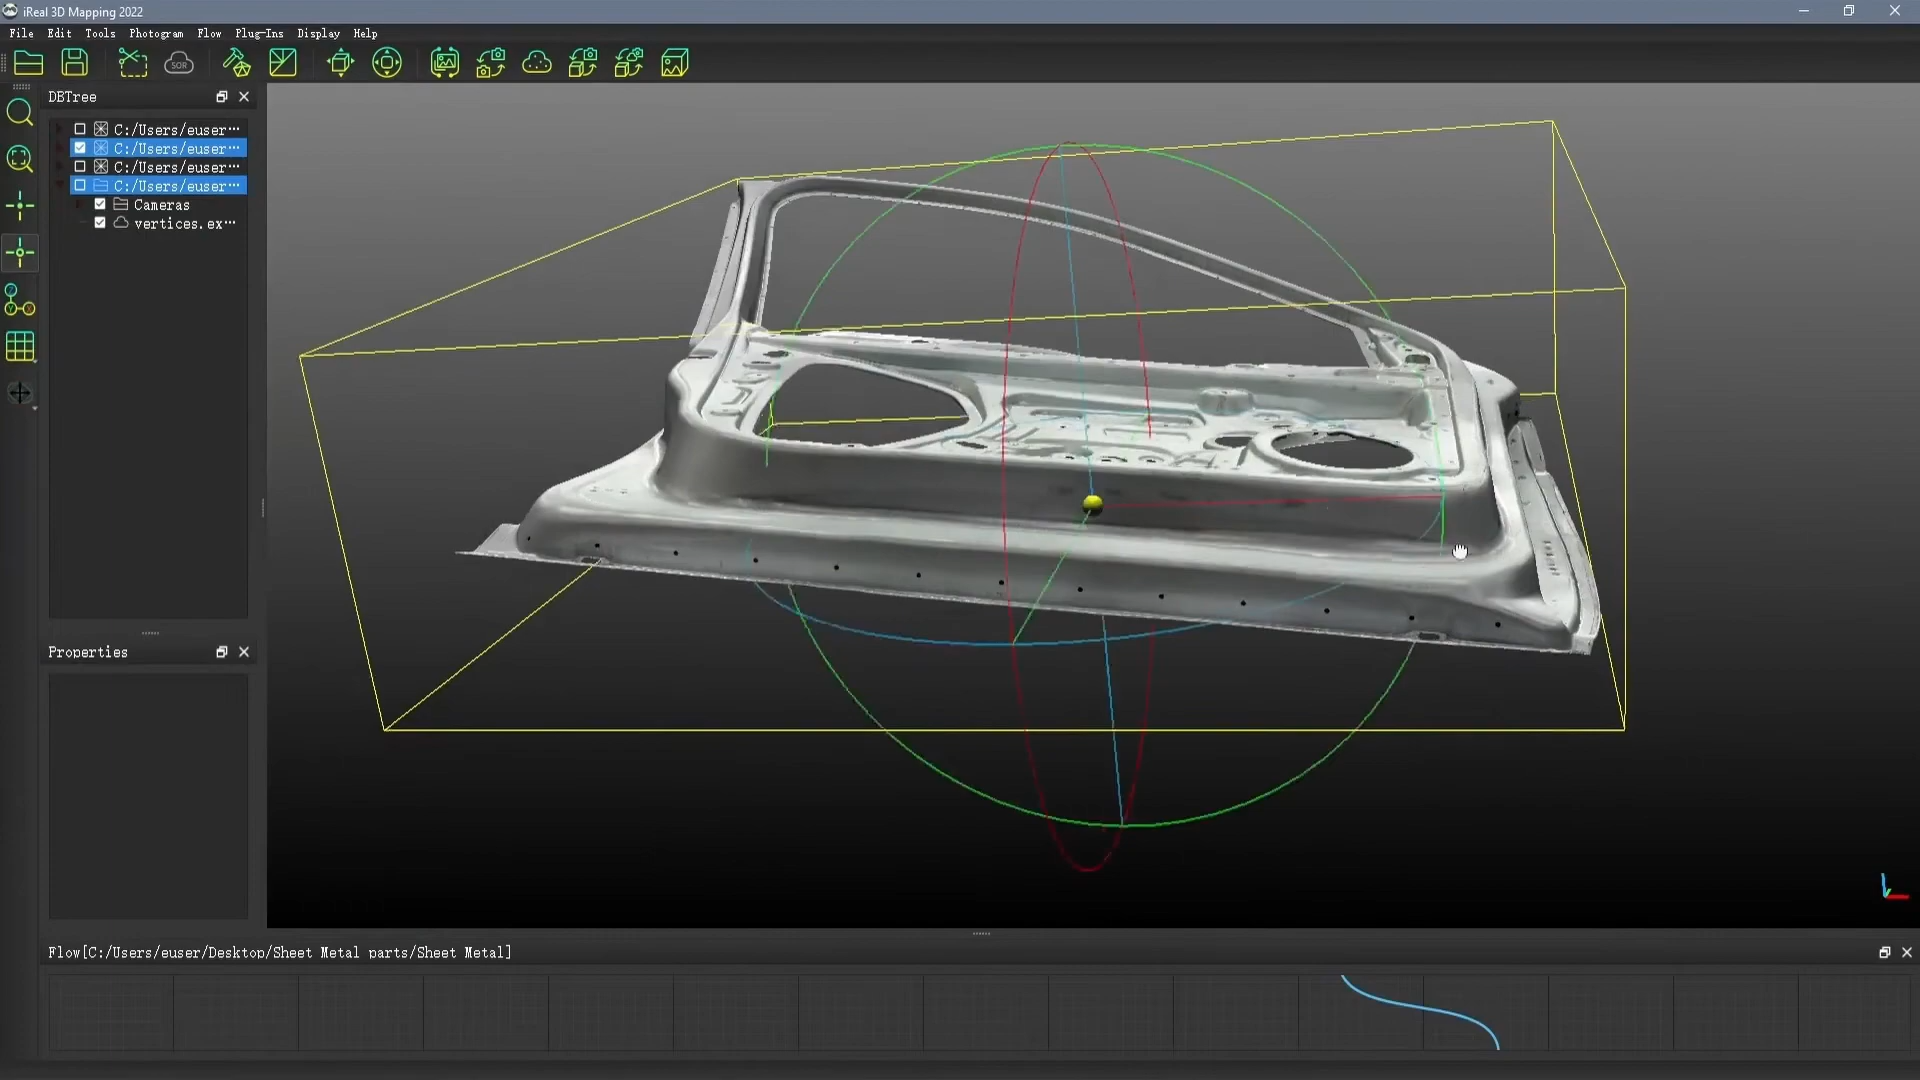 iReal 3D Mapping 2022
File Edit Tools Photogram Flow Plug-Ins Display Help
SOR
DBTree
C:/Users/euser···
C:/Users/euser···
C:/Users/euser···
C:/Users/euser···
Cameras
vertices.ex···
Properties
Flow[C:/Users/euser/Desktop/Sheet Metal parts/Sheet Metal]